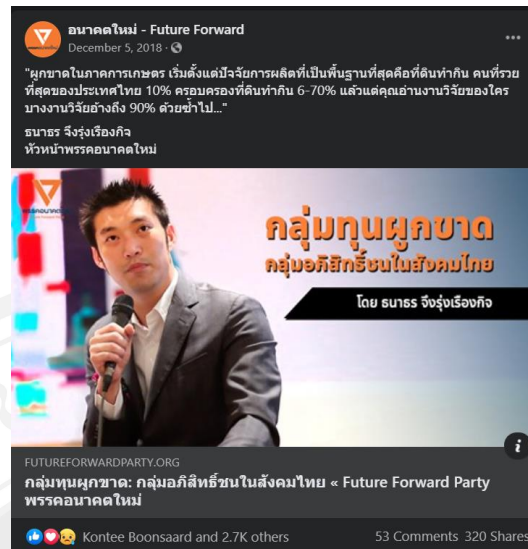 อนาคตใหม่ - Future Forward
December 5, 2018 ·
"ผูกขาดในภาคการเกษตร เริ่มตั้งแต่ปัจจัยการผลิตที่เป็นพื้นฐานที่สุดคือที่ดินทำกิน คนที่รวย
ที่สุดของประเทศไทย 10% ครอบครองที่ดินทำกิน 6-70% แล้วแต่คุณอ่านงานวิจัยของใคร
บางงานวิจัยอ้างถึง 90% ด้วยซ้ำไป..."
ธนาธร จึงรุ่งเรืองกิจ
หัวหน้าพรรคอนาคตใหม่
พรรคอนาคตใหม่
กลุ่มทุนผูกขาด
กลุ่มอภิสิทธิ์ชนในสังคมไทย
โดย ธนาธร จึงรุ่งเรืองกิจ
FUTUREFORWARDPARTY.ORG
กลุ่มทุนผูกขาด: กลุ่มอภิสิทธิ์ชนในสังคมไทย « Future Forward Party
พรรคอนาคตใหม่
Kontee Boonsaard and 2.7K others
53 Comments 320 Shares